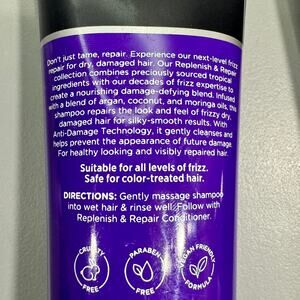 Don't just tame, repair. Experience our next-level frizz
repair for dry, damaged hair. Our Replenish & Repair
collection combines preciously sourced tropical
ingredients with our decades of frizz expertise to
create a nourishing damage-defying blend. Infused
with a blend of argan, coconut, and moringa oils, this
shampoo repairs the look and feel of frizzy dry,
damaged hair for silky-smooth results. With
Anti-Damage Technology, it gently cleanses and
helps prevent the appearance of future damage.
For healthy looking and visibly repaired hair.
Suitable for all levels of frizz.
Safe for color-treated hair.
DIRECTIONS: Gently massage shampoo
into wet hair & rinse well. Follow with
Replenish & Repair Conditioner.
CRUELTY FREE
PARABEN FREE
VEGAN FRIENDLY FORMULA